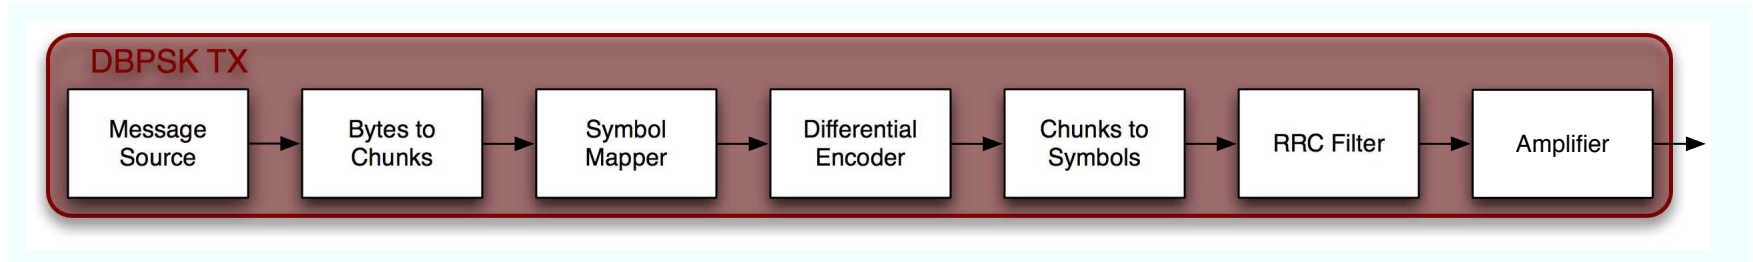 DBPSK TX
Message
Source
Bytes to
Chunks
Symbol
Mapper
Differential
Encoder
Chunks to
Symbols
RRC Filter
Amplifier